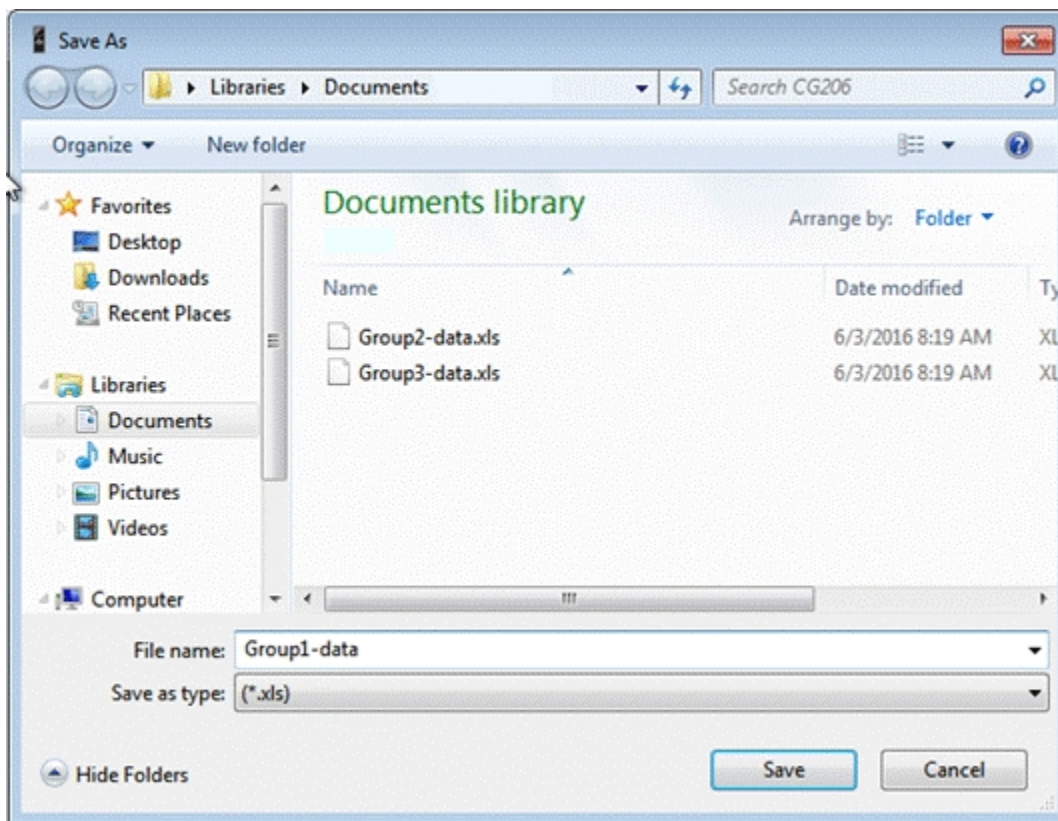 Save As
Libraries Documents
Search CG206
Organize New folder
Favorites
Desktop
Downloads
Recent Places
Libraries
Documents
Music
Pictures
Videos
Computer
Documents library
Arrange by: Folder
Name Date modified Ty
Group2-data.xls 6/3/2016 8:19 AM XL
Group3-data.xls 6/3/2016 8:19 AM XL
File name: Group1-data
Save as type: (*.xls)
Hide Folders
Save Cancel